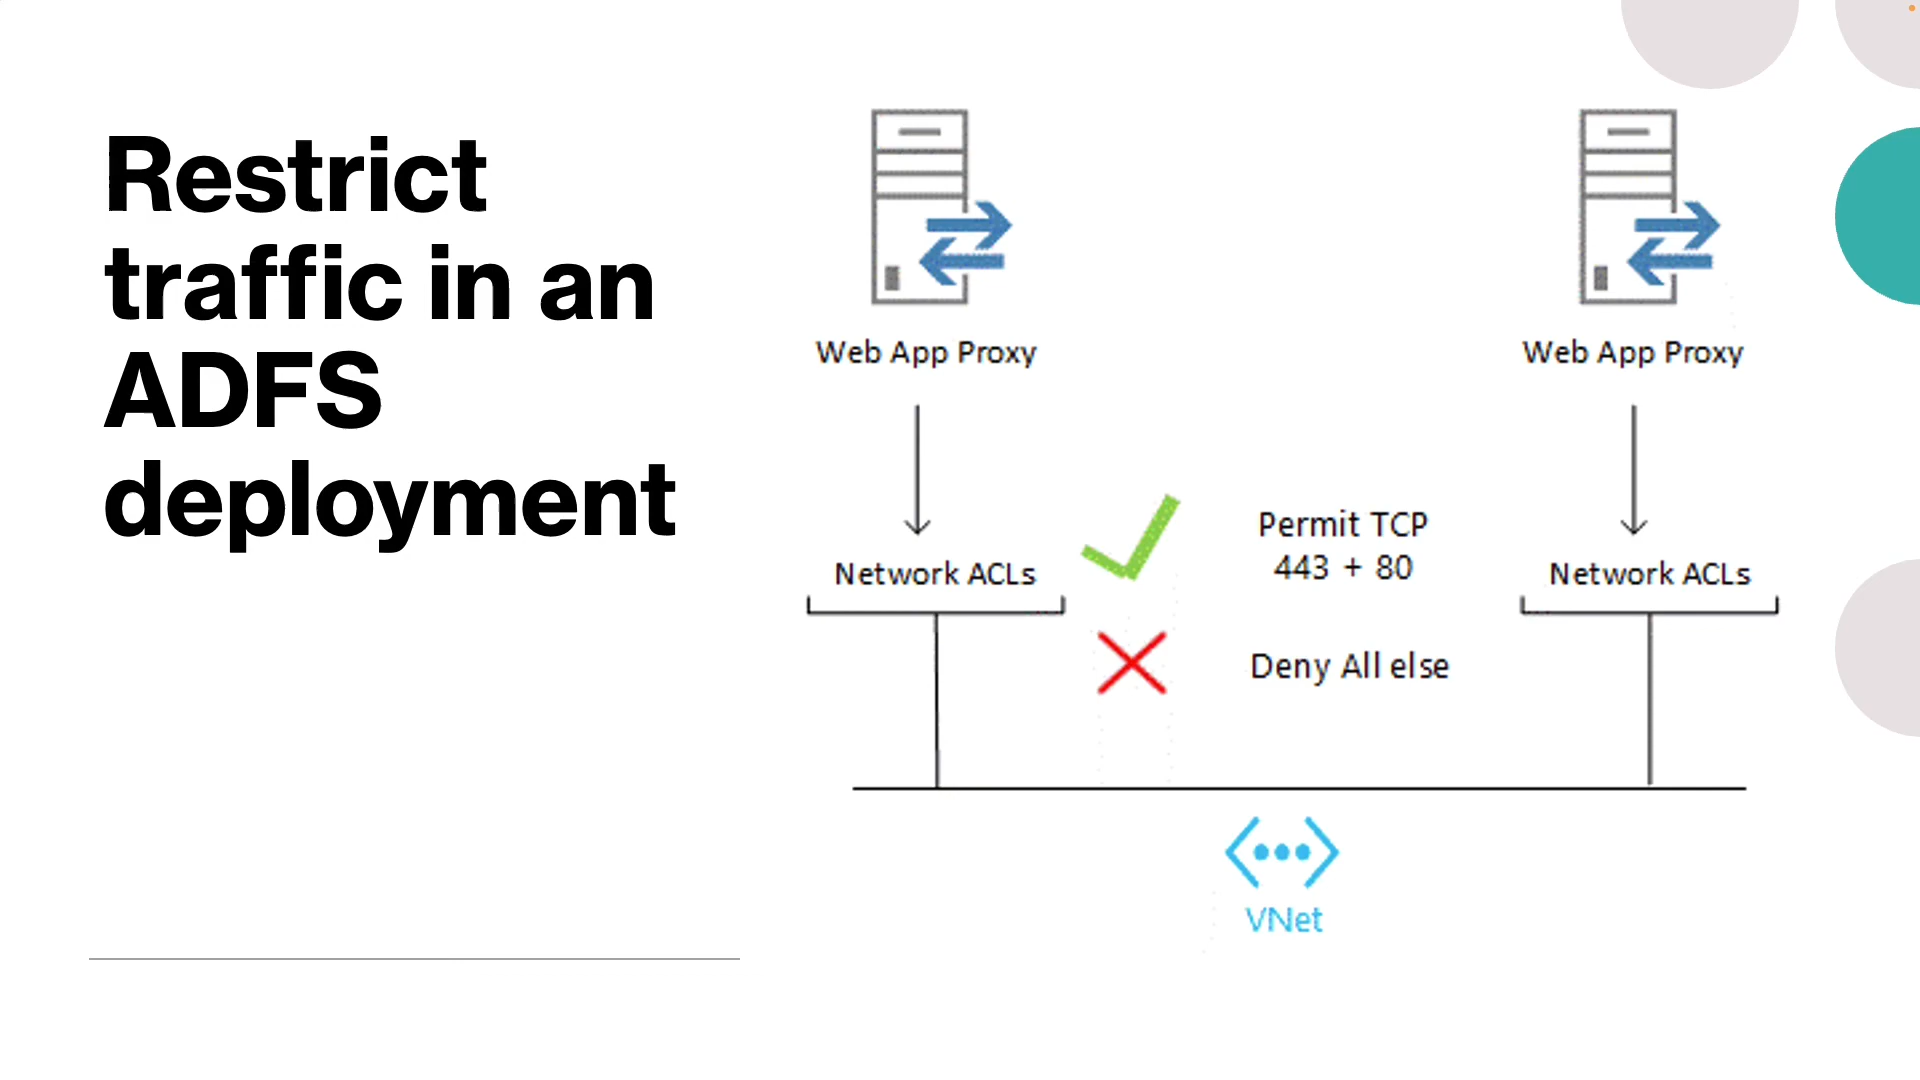 Restrict
traffic in an
ADFS
deployment
Web App Proxy
Web App Proxy
Network ACLs
Permit TCP
443 + 80
Network ACLs
Deny All else
VNet